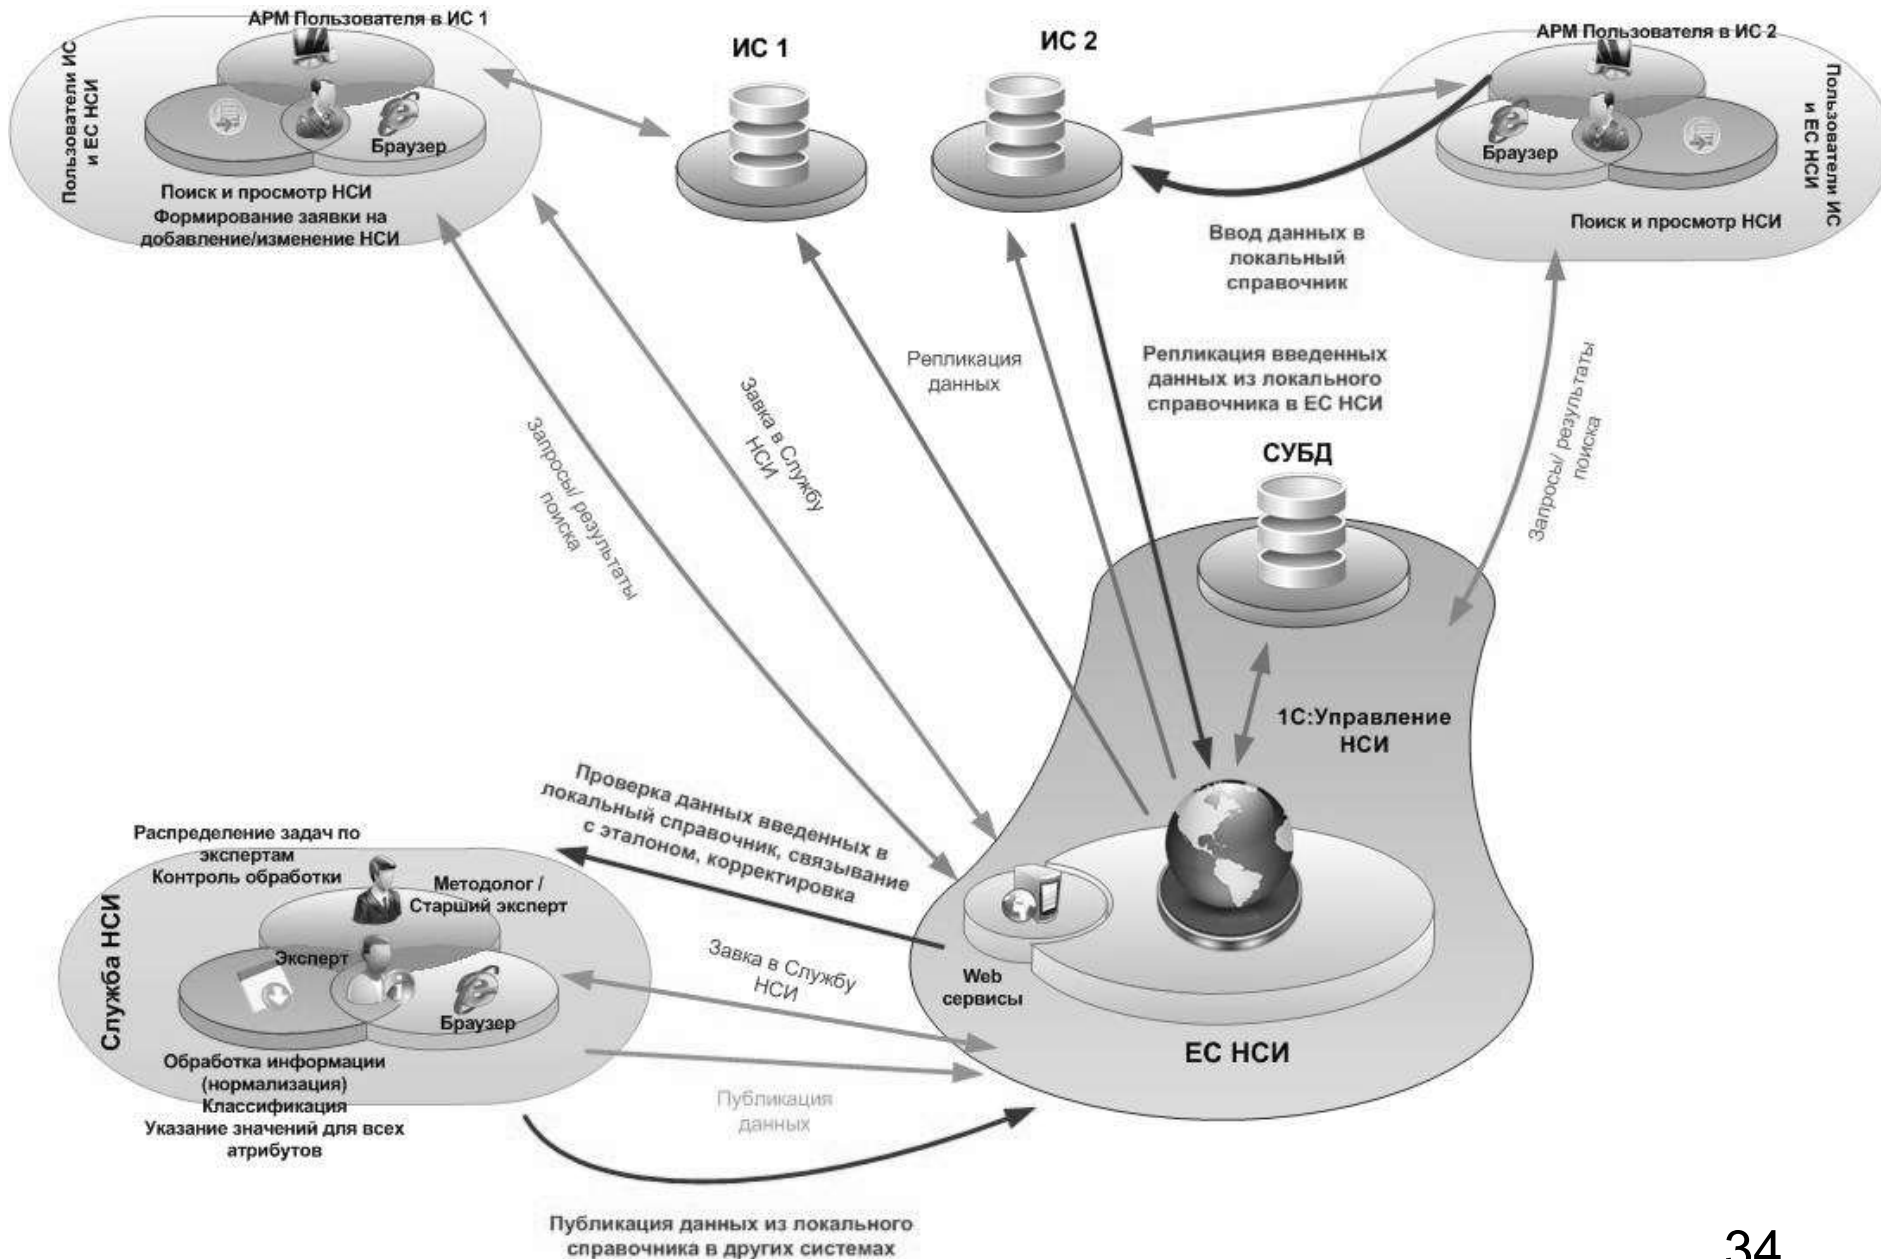 АРМ Пользователя в ИС 1
Пользователи ИС
и ЕС НСИ
Браузер
Поиск и просмотр НСИ
Формирование заявки на
добавление/изменение НСИ
ИС 1
ИС 2
АРМ Пользователя в ИС 2
Браузер
Пользователи ИС
и ЕС НСИ
Поиск и просмотр НСИ
Ввод данных в
локальный
справочник
Репликация
данных
Репликация введенных
данных из локального
справочника в ЕС НСИ
Завка в Службу
НСИ
Запросы/ результаты
поиска
Запросы/ результаты
поиска
СУБД
1С:Управление
НСИ
Проверка данных введенных в
локальный справочник, связывание
с эталоном, корректировка
Распределение задач по
экспертам
Контроль обработки
Методолог /
Старший эксперт
Служба НСИ
Эксперт
Браузер
Обработка информации
(нормализация)
Классификация
Указание значений для всех
атрибутов
Завка в Службу
НСИ
Web
сервисы
ЕС НСИ
Публикация
данных
Публикация данных из локального
справочника в других системах
34